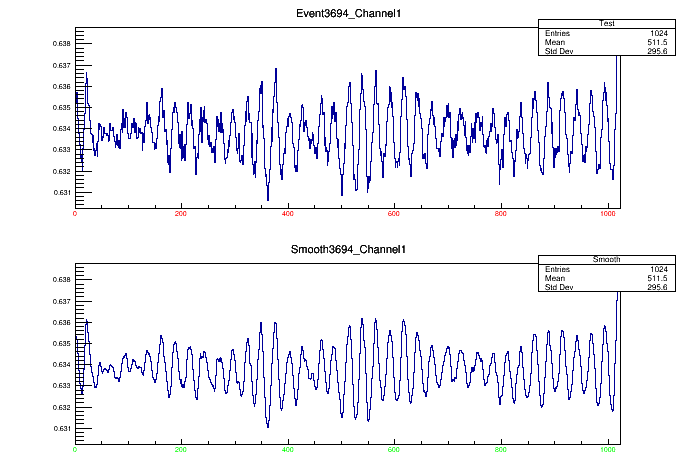 Event3694_Channel1
Test
Entries 1024
Mean 511.5
Std Dev 295.6
0.638
0.637
0.636
0.635
0.634
0.633
0.632
0.631
0 200 400 600 800 1000
Smooth3694_Channel1
Smooth
Entries 1024
Mean 511.5
Std Dev 295.6
0.638
0.637
0.636
0.635
0.634
0.633
0.632
0.631
0 200 400 600 800 1000